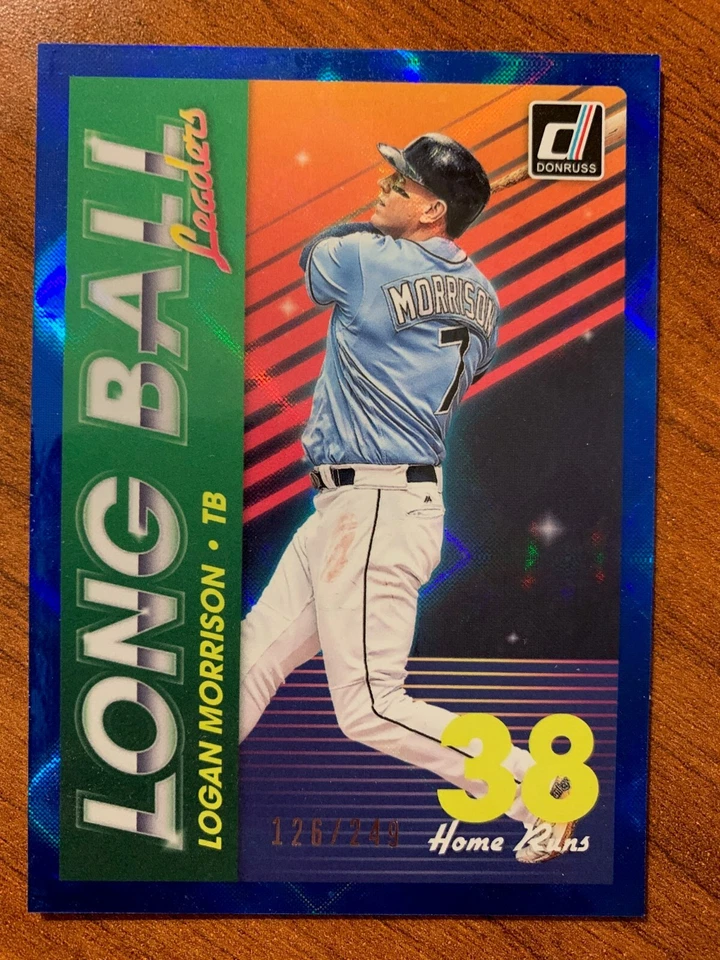 LONG BALL
Leaders
LOGAN MORRISON • TB
d
DONRUSS
MORRISON
7
38
Home Runs
126/249